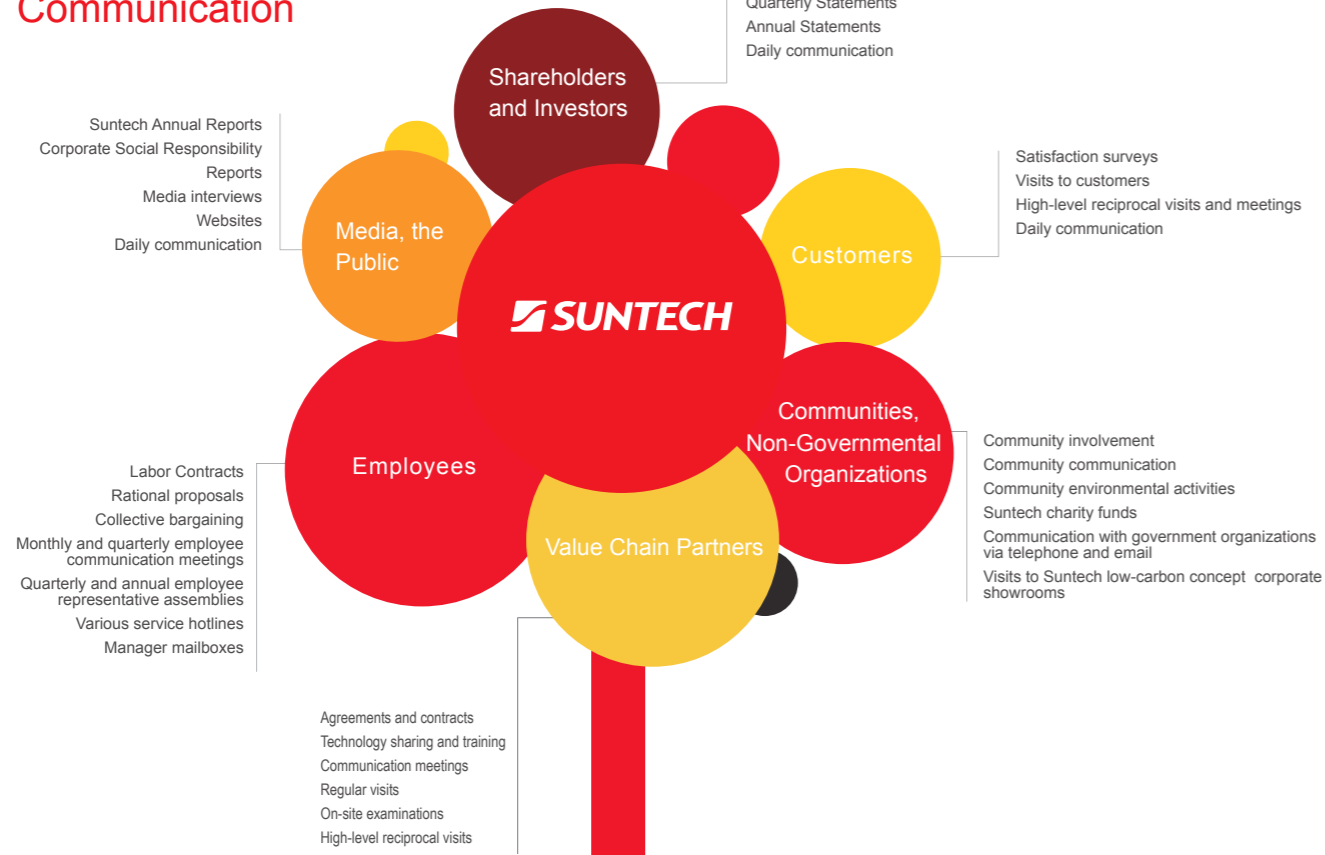 Communication
Quarterly Statements
Annual Statements
Daily communication
Shareholders
and Investors
Suntech Annual Reports
Corporate Social Responsibility
Reports
Media interviews
Websites
Daily communication
Media, the
Public
Satisfaction surveys
Visits to customers
High-level reciprocal visits and meetings
Daily communication
Customers
SUNTECH
Communities,
Non-Governmental
Organizations
Community involvement
Community communication
Community environmental activities
Suntech charity funds
Communication with government organizations
via telephone and email
Visits to Suntech low-carbon concept corporate
showrooms
Employees
Labor Contracts
Rational proposals
Collective bargaining
Monthly and quarterly employee
communication meetings
Quarterly and annual employee
representative assemblies
Various service hotlines
Manager mailboxes
Value Chain Partners
Agreements and contracts
Technology sharing and training
Communication meetings
Regular visits
On-site examinations
High-level reciprocal visits